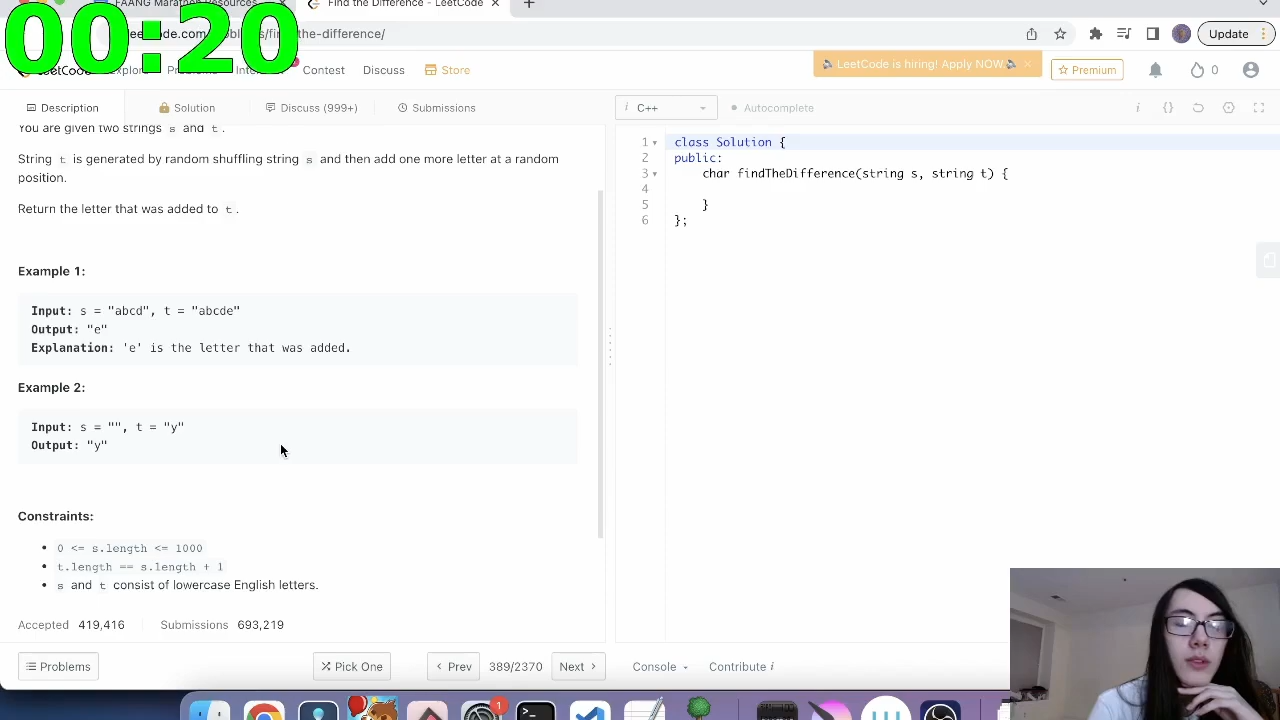 00:20
FAANG Marathon Resources
Find the Difference - LeetCode
the-difference/
Update
LeetCode is hiring! Apply NOW.
Contest
Discuss
Store
Premium
0
Description
Solution
Discuss (999+)
Submissions
i C++
Autocomplete
You are given two strings s and t .
String t is generated by random shuffling string s and then add one more letter at a random
position.
Return the letter that was added to t .
Example 1:
Input: s = "abcd", t = "abcde"
Output: "e"
Explanation: 'e' is the letter that was added.
Example 2:
Input: s = "", t = "y"
Output: "y"
Constraints:
0 <= s.length <= 1000
t.length == s.length + 1
s and t consist of lowercase English letters.
Accepted 419,416 Submissions 693,219
1 class Solution {
2 public:
3 char findTheDifference(string s, string t) {
4
5 }
6 };
Problems
Pick One
Prev
389/2370
Next
Console
Contribute i
1